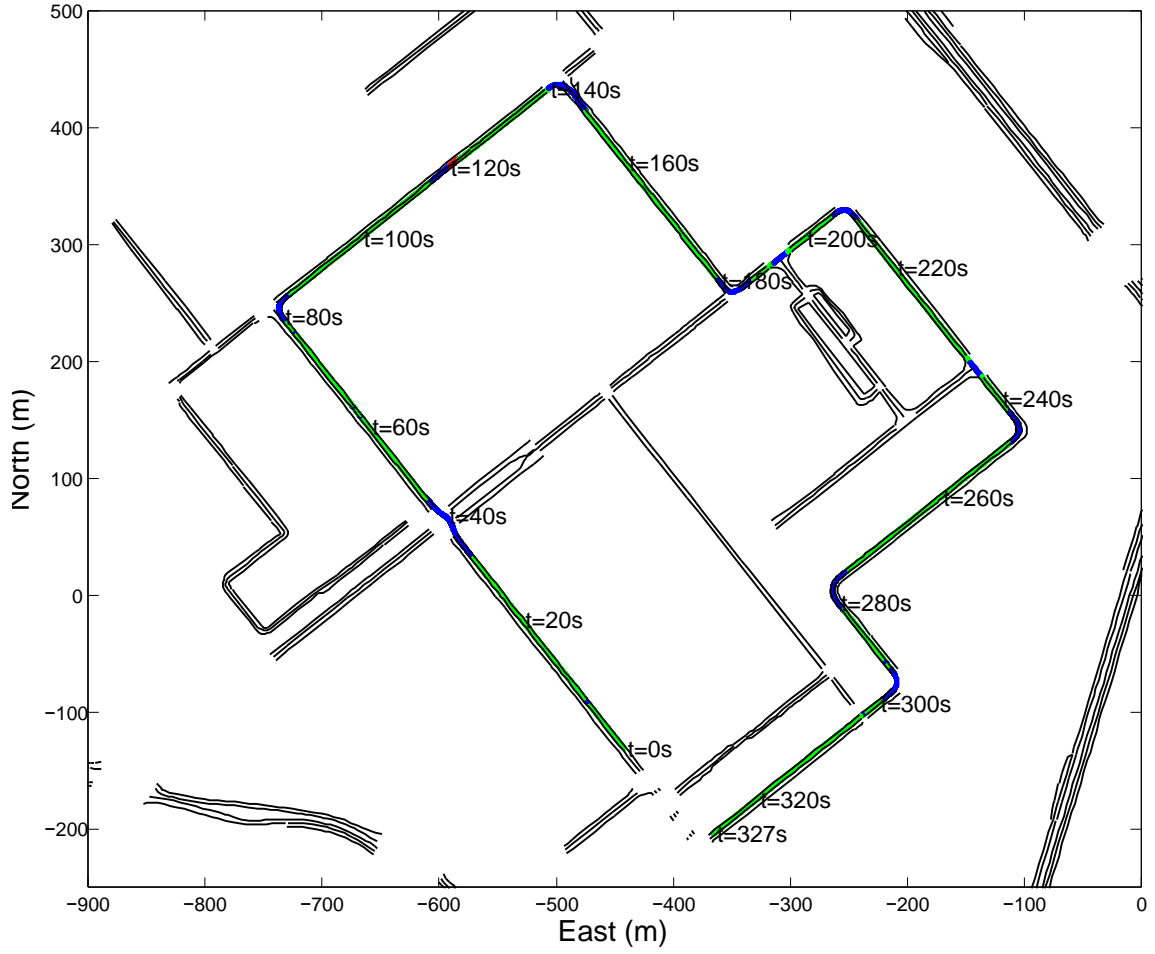 500
400
300
200
100
0
−100
−200
North (m)
t=140s
t=160s
t=120s
t=100s
t=200s
t=220s
t=180s
t=80s
t=240s
t=60s
t=260s
t=40s
t=280s
t=20s
t=300s
t=0s
t=320s
t=327s
−900 −800 −700 −600 −500 −400 −300 −200 −100 0
East (m)